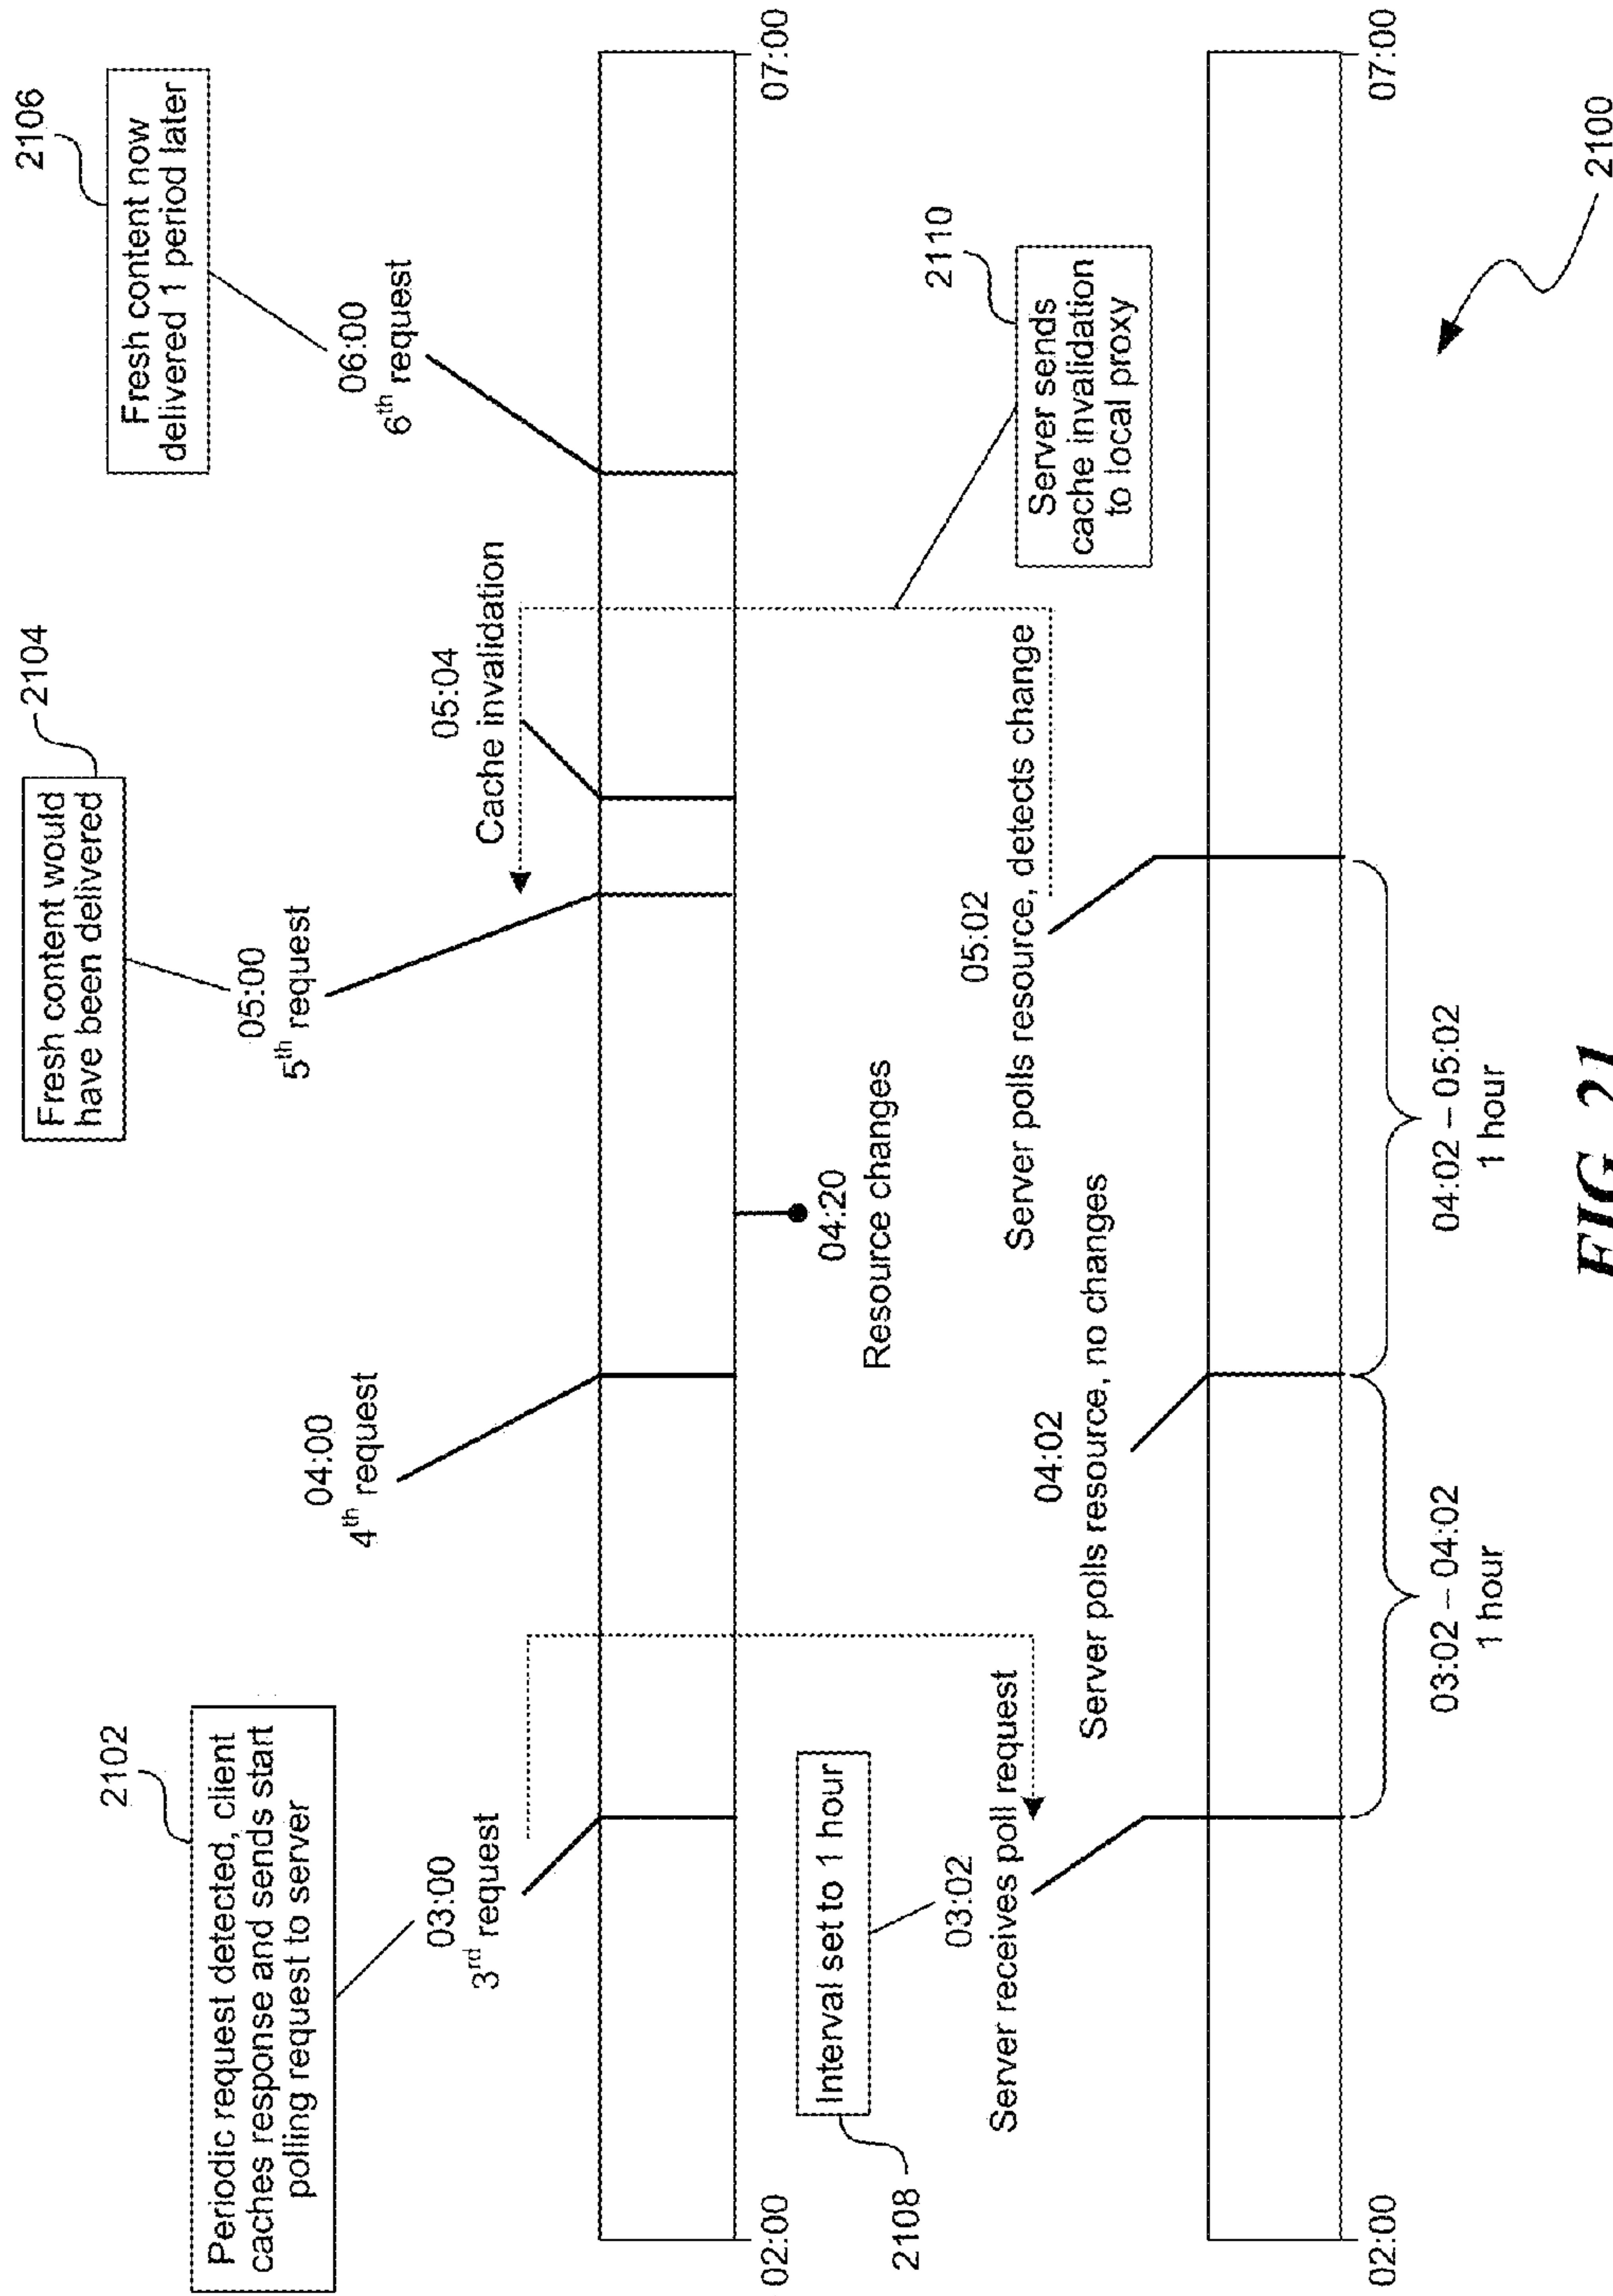 2102
Periodic request detected, client
caches response and sends start
polling request to server
03:00
3rd request
04:00
4th request
2104
Fresh content would
have been delivered
05:00
5th request
05:04
Cache invalidation
2106
Fresh content now
delivered 1 period later
06:00
6th request
02:00
07:00
04:20
Resource changes
2108
Interval set to 1 hour
03:02
Server receives poll request
04:02
Server polls resource, no changes
05:02
Server polls resource, detects change
2110
Server sends
cache invalidation
to local proxy
02:00
07:00
03:02 – 04:02
1 hour
04:02 – 05:02
1 hour
2100
FIG. 21